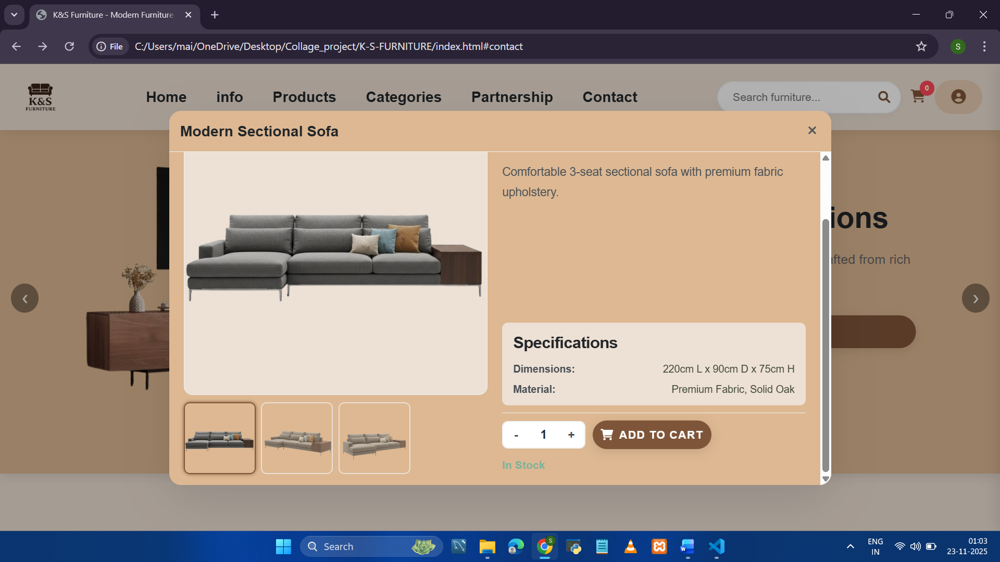 K&S Furniture - Modern Furniture
File
C:/Users/mai/OneDrive/Desktop/Collage_project/K-S-FURNITURE/index.html#contact
S
K&S
FURNITURE
Home
info
Products
Categories
Partnership
Contact
Search furniture...
0
Modern Sectional Sofa
Comfortable 3-seat sectional sofa with premium fabric
upholstery.
ions
fted from rich
Specifications
Dimensions: 220cm L x 90cm D x 75cm H
Material: Premium Fabric, Solid Oak
- 1 +
ADD TO CART
In Stock
Search
S
W
ENG
IN
01:03
23-11-2025